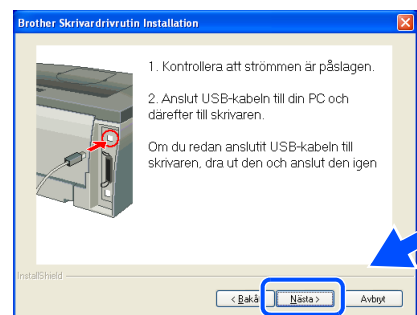 Brother Skrivardrivrutin Installation
1. Kontrollera att strömmen är påslagen.
2. Anslut USB-kabeln till din PC och
därefter till skrivaren.
Om du redan anslutit USB-kabeln till
skrivaren, dra ut den och anslut den igen
InstallShield
< Bakå
Nästa >
Avbryt